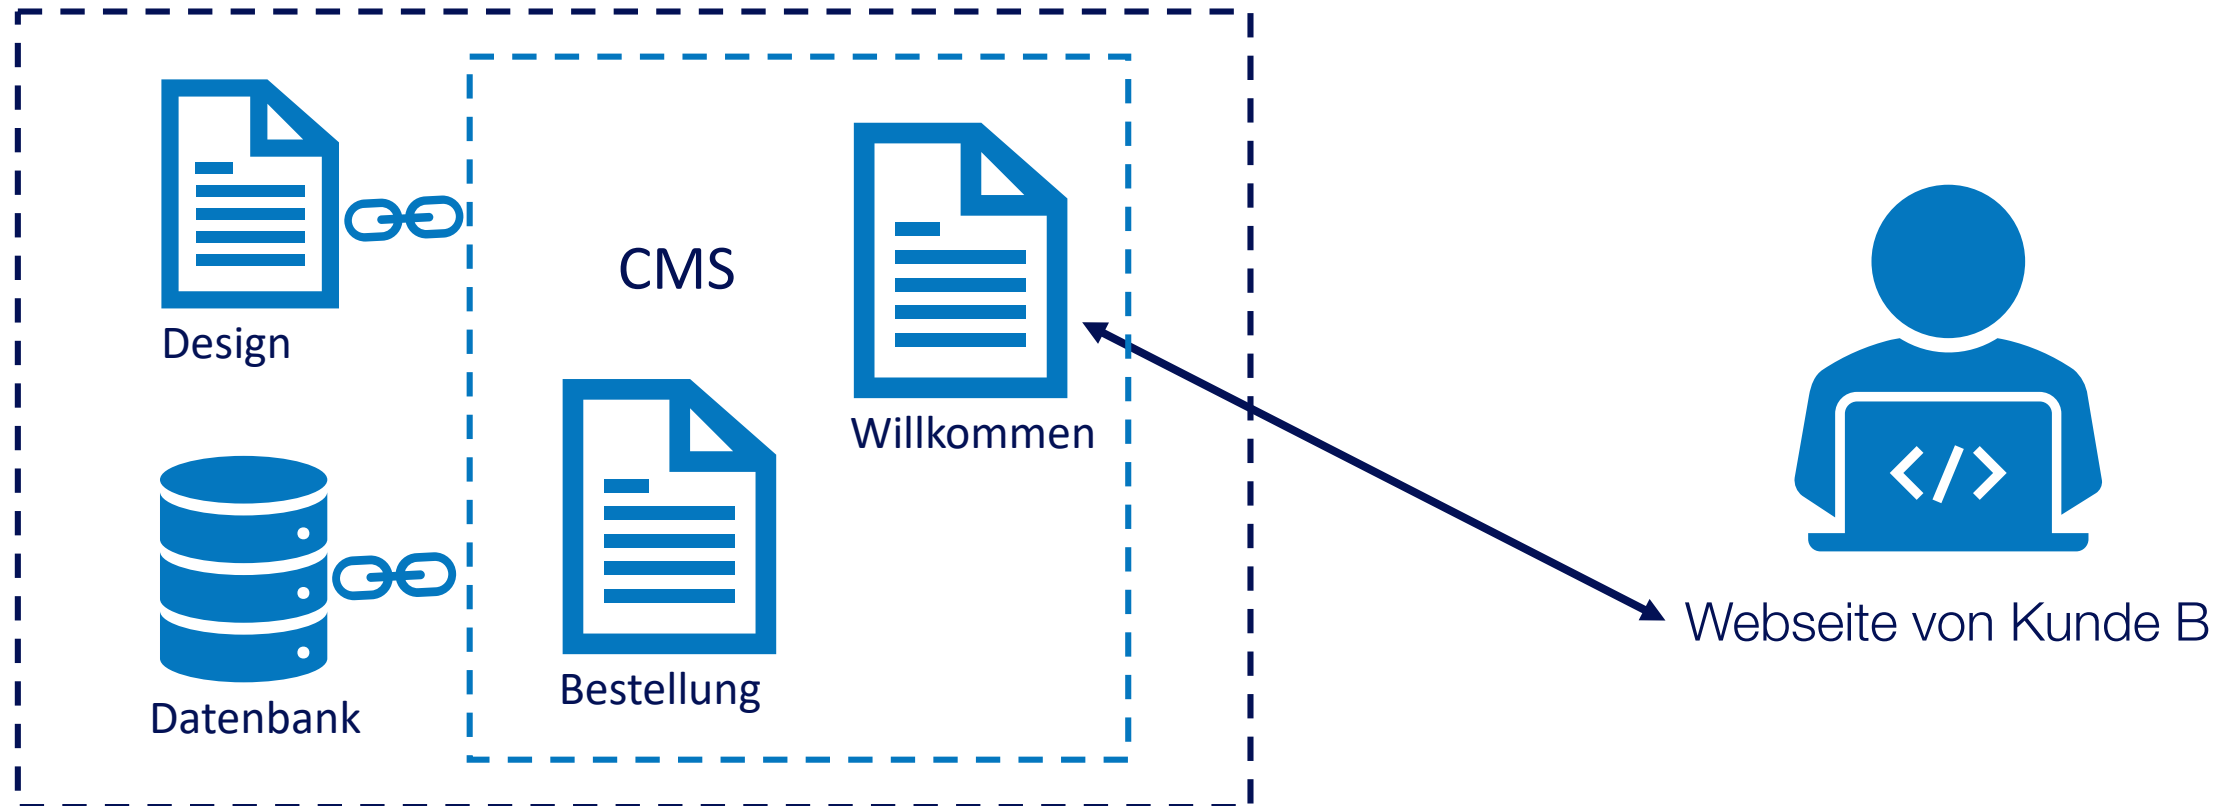 CMS
Design
Willkommen
Webseite von Kunde B
Bestellung
Datenbank